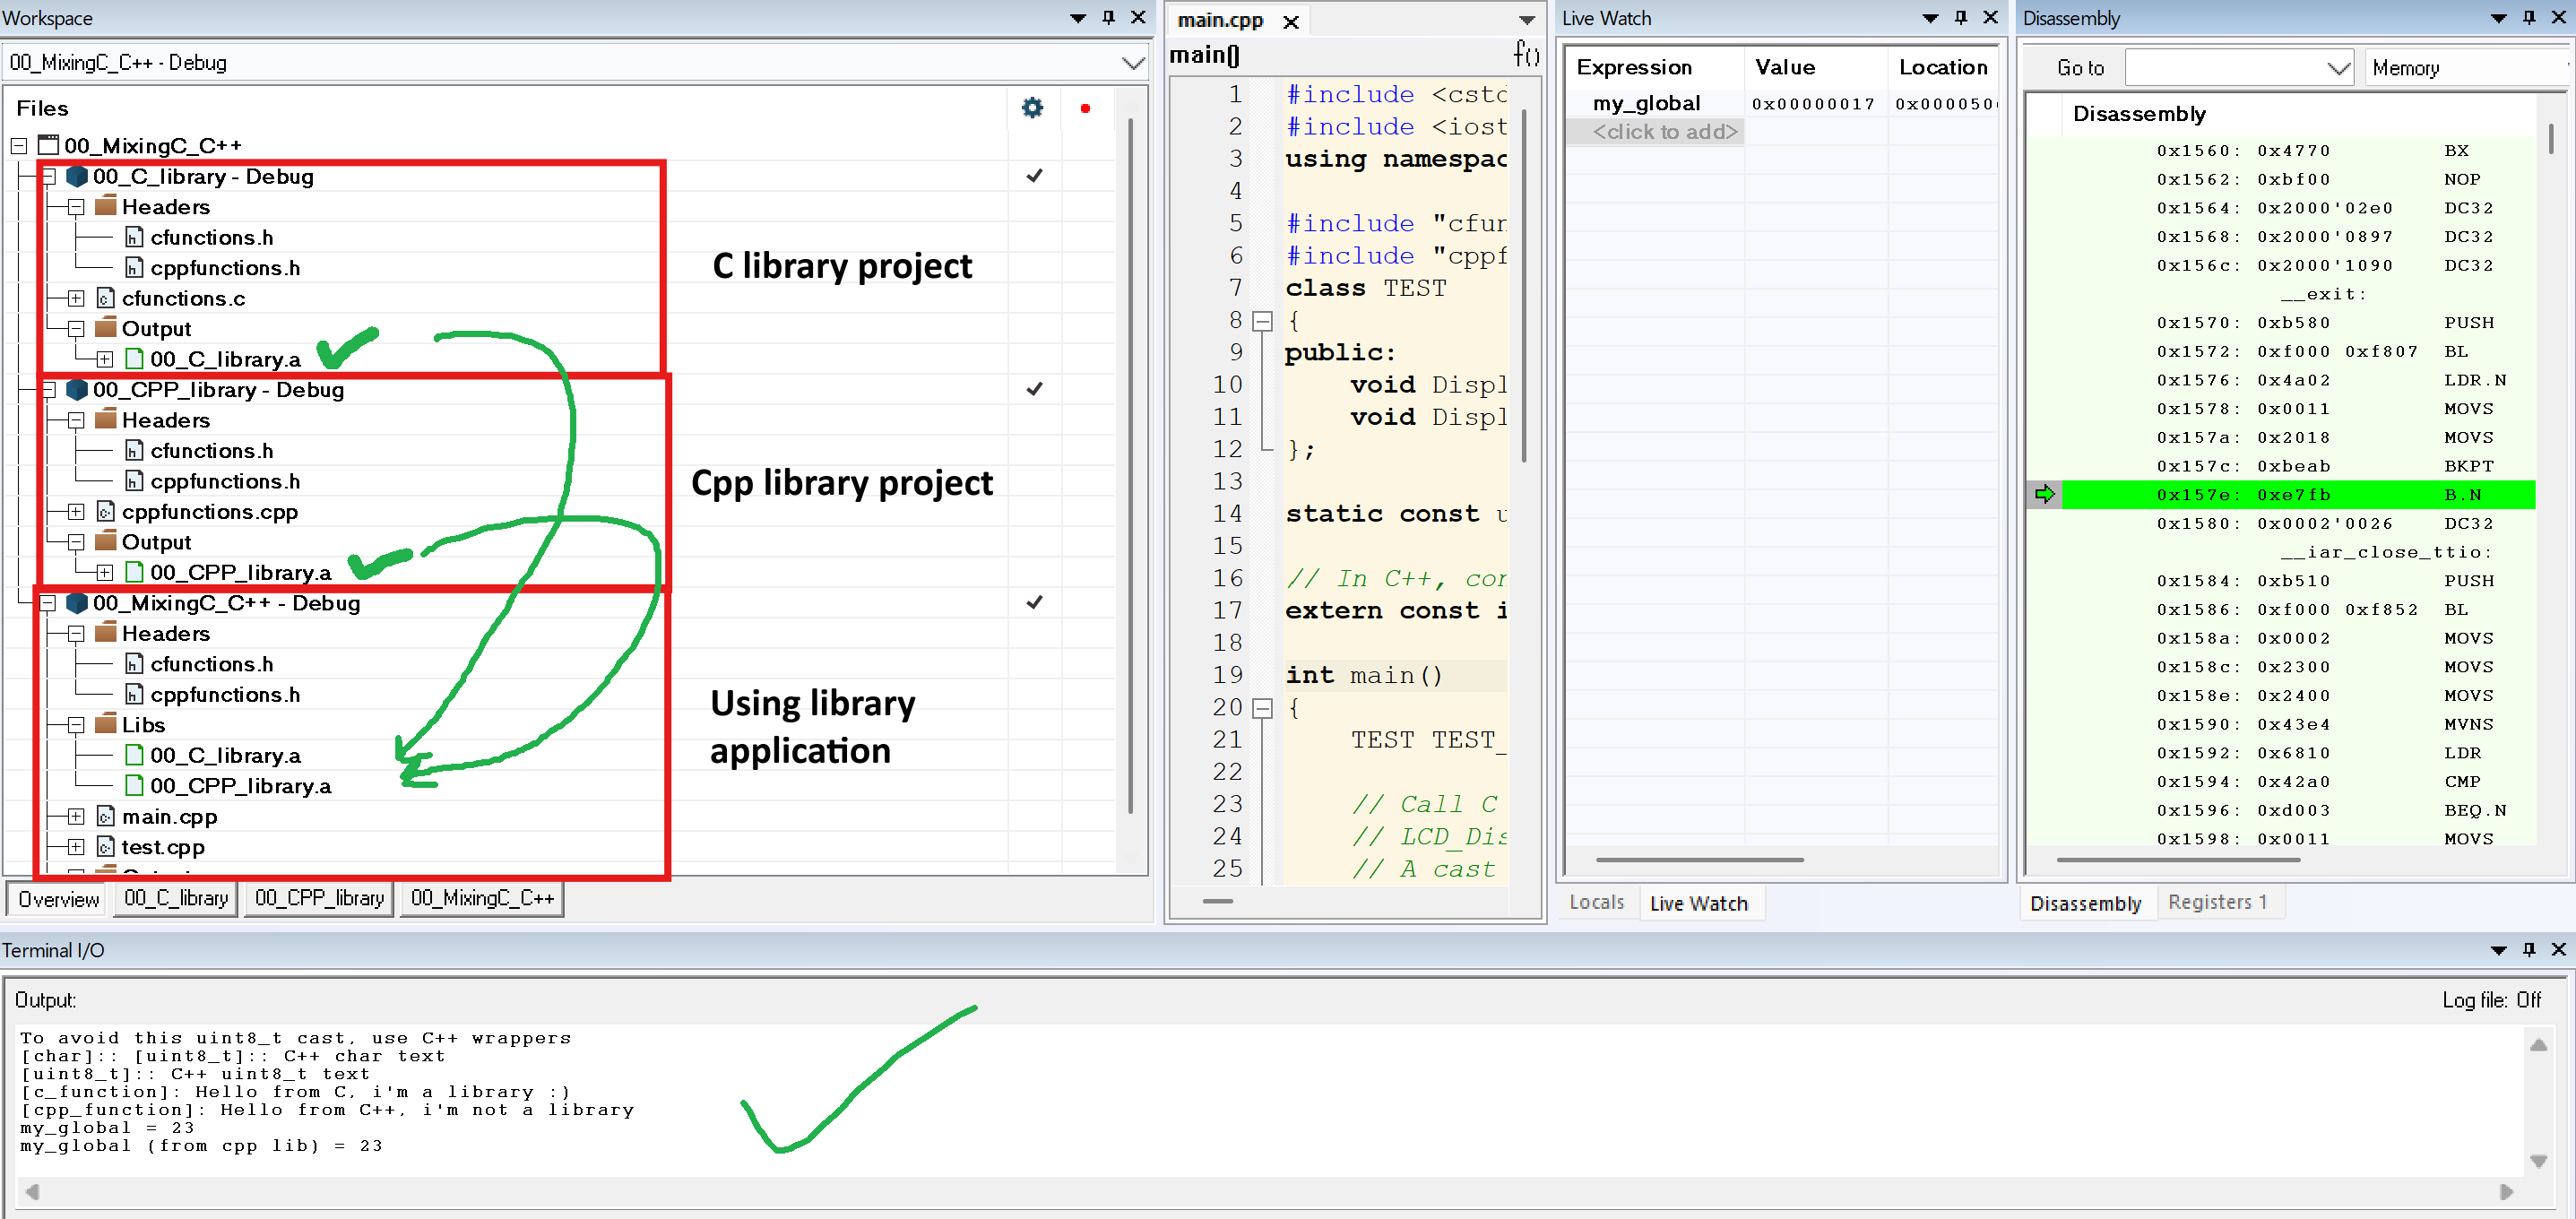 Workspace
00_MixingC_C++ - Debug
Files
00_MixingC_C++
00_C_library - Debug
Headers
cfunctions.h
cppfunctions.h
cfunctions.c
Output
00_C_library.a
00_CPP_library - Debug
Headers
cfunctions.h
cppfunctions.h
cppfunctions.cpp
Output
00_CPP_library.a
00_MixingC_C++ - Debug
Headers
cfunctions.h
cppfunctions.h
Libs
00_C_library.a
00_CPP_library.a
main.cpp
test.cpp
C library project
Cpp library project
Using library
application
Overview 00_C_library 00_CPP_library 00_MixingC_C++
main.cpp
main() f()
1 #include <cstd
2 #include <iost
3 using namespac
4
5 #include "cfun
6 #include "cppf
7 class TEST
8 {
9 public:
10 void Displ
11 void Displ
12 };
13
14 static const u
15
16 // In C++, con
17 extern const i
18
19 int main()
20 {
21 TEST TEST_
22
23 // Call C
24 // LCD_Dis
25 // A cast
Live Watch
Expression Value Location
my_global 0x00000017 0x000050
<click to add>
Locals Live Watch
Disassembly
Go to Memory
Disassembly
0x1560: 0x4770 BX
0x1562: 0xbf00 NOP
0x1564: 0x2000'02e0 DC32
0x1568: 0x2000'0897 DC32
0x156c: 0x2000'1090 DC32
__exit:
0x1570: 0xb580 PUSH
0x1572: 0xf000 0xf807 BL
0x1576: 0x4a02 LDR.N
0x1578: 0x0011 MOVS
0x157a: 0x2018 MOVS
0x157c: 0xbeab BKPT
0x157e: 0xe7fb B.N
0x1580: 0x0002'0026 DC32
__iar_close_ttio:
0x1584: 0xb510 PUSH
0x1586: 0xf000 0xf852 BL
0x158a: 0x0002 MOVS
0x158c: 0x2300 MOVS
0x158e: 0x2400 MOVS
0x1590: 0x43e4 MVNS
0x1592: 0x6810 LDR
0x1594: 0x42a0 CMP
0x1596: 0xd003 BEQ.N
0x1598: 0x0011 MOVS
Disassembly Registers 1
Terminal I/O
Output: Log file: Off
To avoid this uint8_t cast, use C++ wrappers
[char]:: [uint8_t]:: C++ char text
[uint8_t]:: C++ uint8_t text
[c_function]: Hello from C, i'm a library :)
[cpp_function]: Hello from C++, i'm not a library
my_global = 23
my_global (from cpp lib) = 23